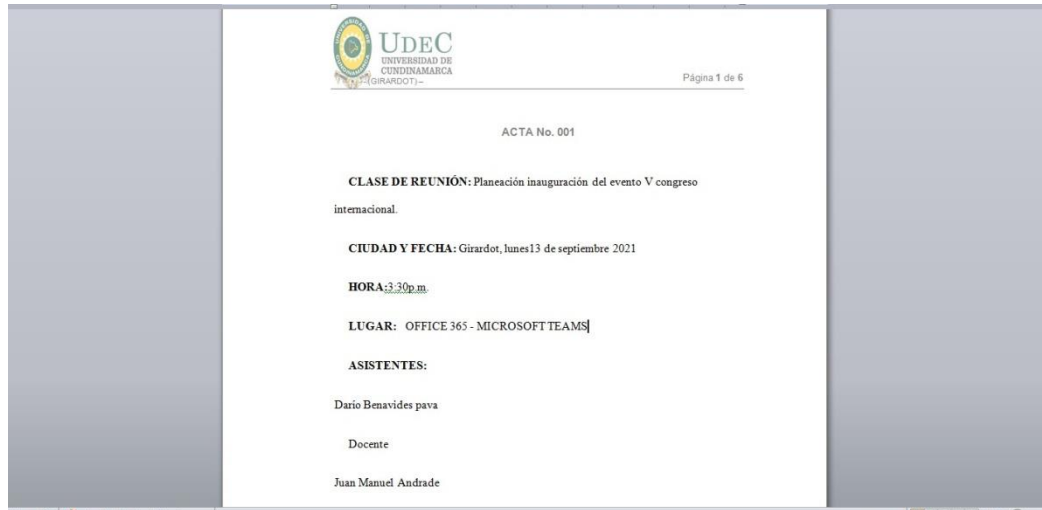 UDEC
UNIVERSIDAD DE
CUNDINAMARCA
(GIRARDOT)–
Página 1 de 6
ACTA No. 001
CLASE DE REUNIÓN: Planeación inauguración del evento V congreso
internacional.
CIUDAD Y FECHA: Girardot, lunes13 de septiembre 2021
HORA:3:30p.m.
LUGAR: OFFICE 365 - MICROSOFT TEAMS
ASISTENTES:
Darío Benavides pava
Docente
Juan Manuel Andrade